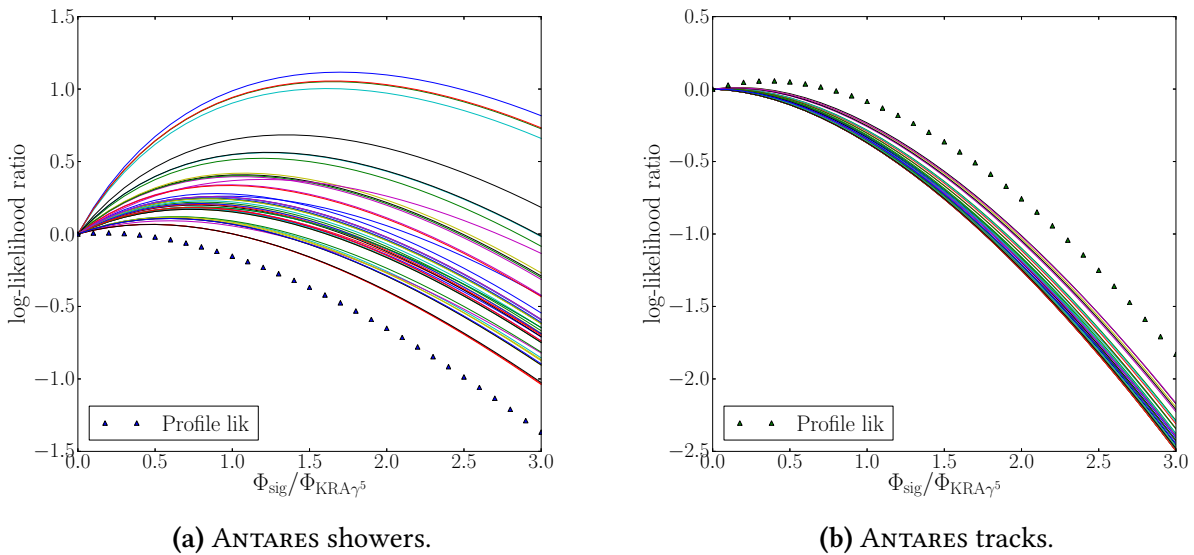 1.5
1.0
0.5
0.0
−0.5
−1.0
−1.5
log-likelihood ratio
Profile lik
0.0 0.5 1.0 1.5 2.0 2.5 3.0
Φsig/ΦKRAγ⁵
(a) ANTARES showers.
0.5
0.0
−0.5
−1.0
−1.5
−2.0
−2.5
log-likelihood ratio
Profile lik
0.0 0.5 1.0 1.5 2.0 2.5 3.0
Φsig/ΦKRAγ⁵
(b) ANTARES tracks.